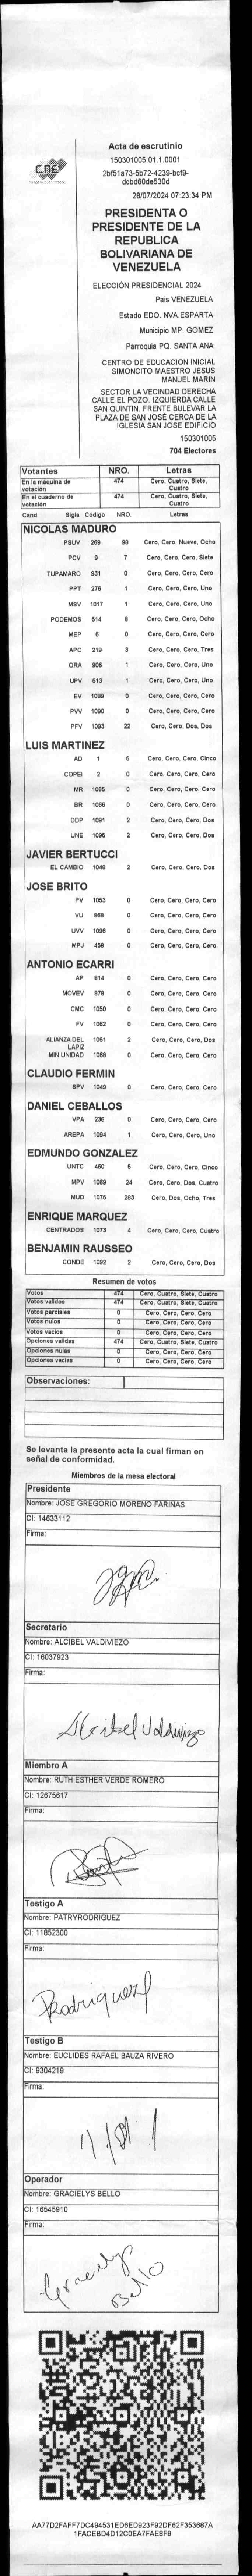 CNE
Acta de escrutinio
150301005.01.1.0001
2bf51a73-5b72-4239-bcf9-
dcbd60de530d
28/07/2024 07:23:34 PM
PRESIDENTA O
PRESIDENTE DE LA
REPUBLICA
BOLIVARIANA DE
VENEZUELA
ELECCIÓN PRESIDENCIAL 2024
Pais VENEZUELA
Estado EDO. NVA.ESPARTA
Municipio MP. GOMEZ
Parroquia PQ. SANTA ANA
CENTRO DE EDUCACION INICIAL
SIMONCITO MAESTRO JESUS
MANUEL MARIN
SECTOR LA VECINDAD DERECHA
CALLE EL POZO. IZQUIERDA CALLE
SAN QUINTIN. FRENTE BULEVAR LA
PLAZA DE SAN JOSÉ CERCA DE LA
IGLESIA SAN JOSE EDIFICIO
150301005
704 Electores
Votantes NRO. Letras
En la máquina de votación 474 Cero, Cuatro, Siete, Cuatro
En el cuaderno de votación 474 Cero, Cuatro, Siete, Cuatro
Cand. Sigla Código NRO. Letras
NICOLAS MADURO
PSUV 269 98 Cero, Cero, Nueve, Ocho
PCV 9 7 Cero, Cero, Cero, Siete
TUPAMARO 931 0 Cero, Cero, Cero, Cero
PPT 276 1 Cero, Cero, Cero, Uno
MSV 1017 1 Cero, Cero, Cero, Uno
PODEMOS 514 8 Cero, Cero, Cero, Ocho
MEP 6 0 Cero, Cero, Cero, Cero
APC 219 3 Cero, Cero, Cero, Tres
ORA 906 1 Cero, Cero, Cero, Uno
UPV 513 1 Cero, Cero, Cero, Uno
EV 1089 0 Cero, Cero, Cero, Cero
PVV 1090 0 Cero, Cero, Cero, Cero
PFV 1093 22 Cero, Cero, Dos, Dos
LUIS MARTINEZ
AD 1 5 Cero, Cero, Cero, Cinco
COPEI 2 0 Cero, Cero, Cero, Cero
MR 1065 0 Cero, Cero, Cero, Cero
BR 1066 0 Cero, Cero, Cero, Cero
DDP 1091 2 Cero, Cero, Cero, Dos
UNE 1095 2 Cero, Cero, Cero, Dos
JAVIER BERTUCCI
EL CAMBIO 1048 2 Cero, Cero, Cero, Dos
JOSE BRITO
PV 1053 0 Cero, Cero, Cero, Cero
VU 969 0 Cero, Cero, Cero, Cero
UVV 1096 0 Cero, Cero, Cero, Cero
MPJ 458 0 Cero, Cero, Cero, Cero
ANTONIO ECARRI
AP 814 0 Cero, Cero, Cero, Cero
MOVEV 979 0 Cero, Cero, Cero, Cero
CMC 1050 0 Cero, Cero, Cero, Cero
FV 1062 0 Cero, Cero, Cero, Cero
ALIANZA DEL LAPIZ 1061 2 Cero, Cero, Cero, Dos
MIN UNIDAD 1068 0 Cero, Cero, Cero, Cero
CLAUDIO FERMIN
SPV 1049 0 Cero, Cero, Cero, Cero
DANIEL CEBALLOS
VPA 236 0 Cero, Cero, Cero, Cero
AREPA 1094 1 Cero, Cero, Cero, Uno
EDMUNDO GONZALEZ
UNTC 460 5 Cero, Cero, Cero, Cinco
MPV 1069 24 Cero, Cero, Dos, Cuatro
MUD 1075 283 Cero, Dos, Ocho, Tres
ENRIQUE MARQUEZ
CENTRADOS 1073 4 Cero, Cero, Cero, Cuatro
BENJAMIN RAUSSEO
CONDE 1092 2 Cero, Cero, Cero, Dos
Resumen de votos
Votos 474 Cero, Cuatro, Siete, Cuatro
Votos validos 474 Cero, Cuatro, Siete, Cuatro
Votos parciales 0 Cero, Cero, Cero, Cero
Votos nulos 0 Cero, Cero, Cero, Cero
Votos vacios 0 Cero, Cero, Cero, Cero
Opciones validas 474 Cero, Cuatro, Siete, Cuatro
Opciones nulas 0 Cero, Cero, Cero, Cero
Opciones vacias 0 Cero, Cero, Cero, Cero
Observaciones:
Se levanta la presente acta la cual firman en
señal de conformidad.
Miembros de la mesa electoral
Presidente
Nombre: JOSE GREGORIO MORENO FARIÑAS
CI: 14633112
Firma:
Secretario
Nombre: ALCIBEL VALDIVIEZO
CI: 16037923
Firma:
Alcibel Valdiviezo
Miembro A
Nombre: RUTH ESTHER VERDE ROMERO
CI: 12675617
Firma:
Testigo A
Nombre: PATRYRODRIGUEZ
CI: 11852300
Firma:
PRodriguez
Testigo B
Nombre: EUCLIDES RAFAEL BAUZA RIVERO
CI: 9304219
Firma:
Operador
Nombre: GRACIELYS BELLO
CI: 16545910
Firma:
Gracielys
Bello
AA77D2FAFF7DC494531ED6ED923F92DF62F353687A
1FACEBD4D12C0EA7FAE8F9